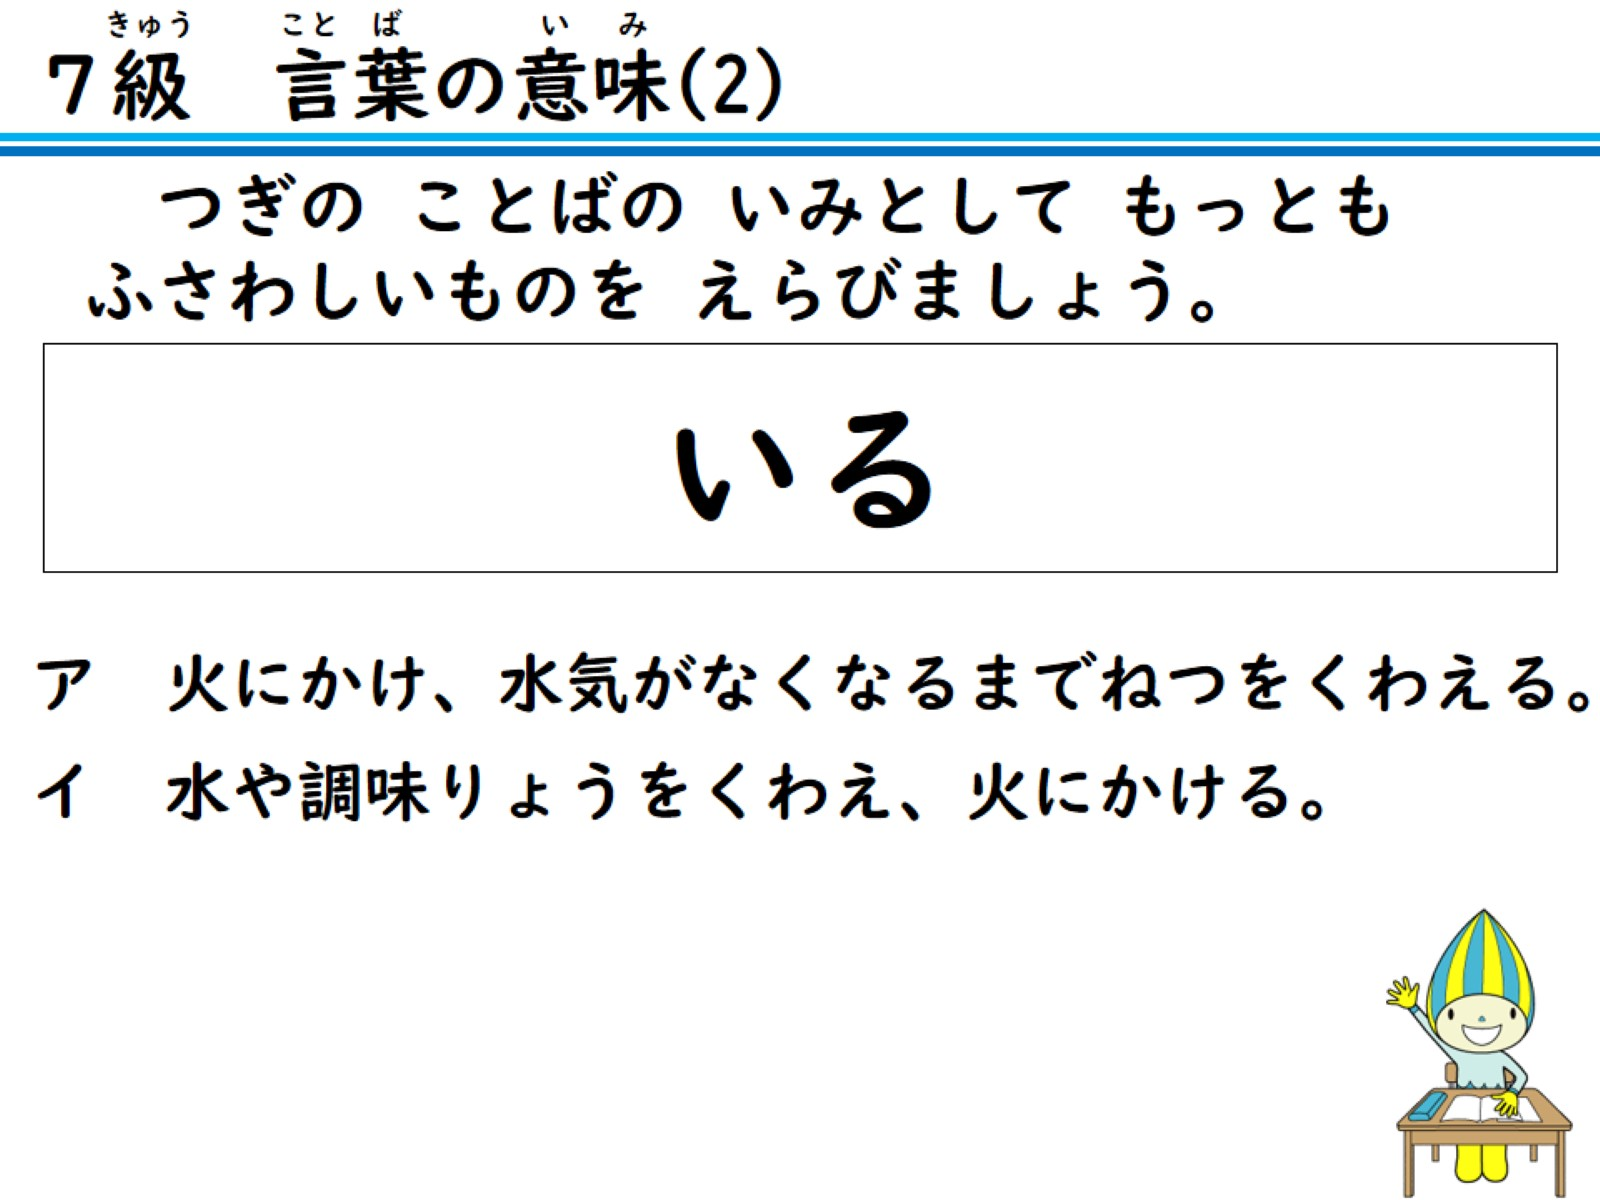 きゅう ことば いみ
7級 言葉の意味(2)
つぎの ことばの いみとして もっとも
ふさわしいものを えらびましょう。
いる
ア 火にかけ、水気がなくなるまでねつをくわえる。
イ 水や調味りょうをくわえ、火にかける。